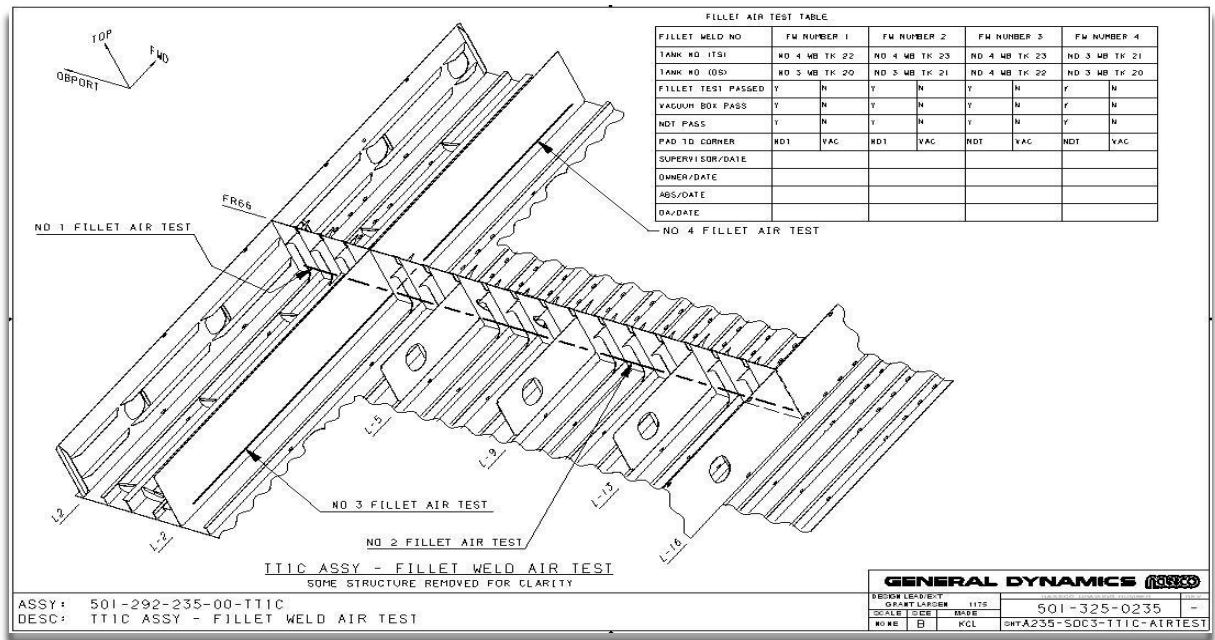 TOP
FWD
OBPORT
FR66
NO 1 FILLET AIR TEST
NO 4 FILLET AIR TEST
NO 3 FILLET AIR TEST
NO 2 FILLET AIR TEST
L2
L-2
L-5
L-9
L-13
L-16
FILLET AIR TEST TABLE
FILLET WELD NO FW NUMBER 1 FW NUMBER 2 FW NUMBER 3 FW NUMBER 4
TANK NO (TS) NO 4 WB TK 22 NO 4 WB TK 23 NO 4 WB TK 23 NO 3 WB TK 21
TANK NO (OS) NO 3 WB TK 20 NO 3 WB TK 21 NO 4 WB TK 22 NO 3 WB TK 20
FILLET TEST PASSED Y N Y N Y N Y N
VACUUM BOX PASS Y N Y N Y N Y N
NDT PASS Y N Y N Y N Y N
PAD TO CORNER NDT VAC NDT VAC NDT VAC NDT VAC
SUPERVISOR/DATE
OWNER/DATE
ABS/DATE
QA/DATE
TT1C ASSY - FILLET WELD AIR TEST
SOME STRUCTURE REMOVED FOR CLARITY
ASSY: 501-292-235-00-TT1C
DESC: TT1C ASSY - FILLET WELD AIR TEST
GENERAL DYNAMICS NASSCO
DESIGN LEAD/EXT
GRANT LARSEN 1175
SCALE SIZE MADE
NONE B KCL
501-325-0235 -
SHT A235-SDC3-TT1C-AIRTEST